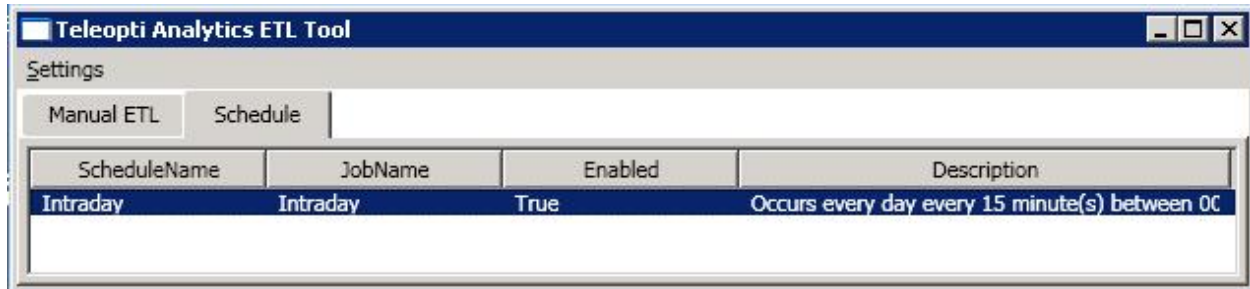 Teleopti Analytics ETL Tool
Settings
Manual ETL Schedule
ScheduleName JobName Enabled Description
Intraday Intraday True Occurs every day every 15 minute(s) between 00